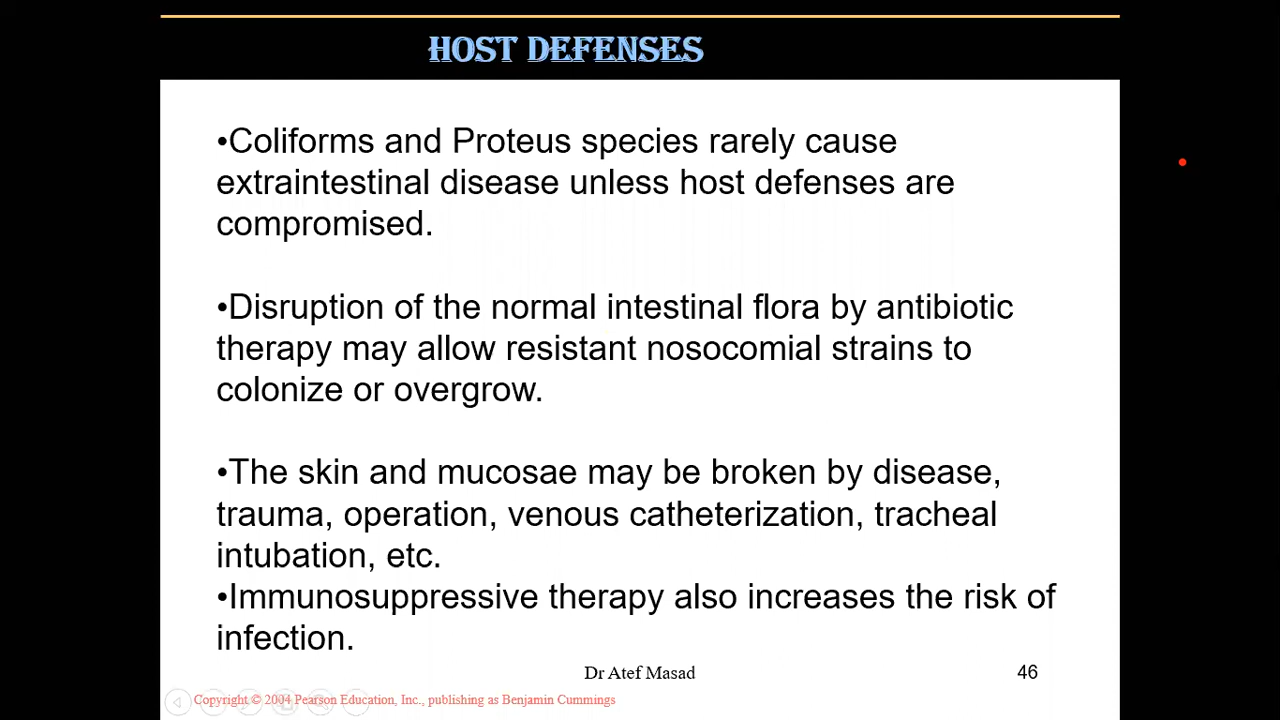 HOST DEFENSES
•Coliforms and Proteus species rarely cause
extraintestinal disease unless host defenses are
compromised.
•Disruption of the normal intestinal flora by antibiotic
therapy may allow resistant nosocomial strains to
colonize or overgrow.
•The skin and mucosae may be broken by disease,
trauma, operation, venous catheterization, tracheal
intubation, etc.
•Immunosuppressive therapy also increases the risk of
infection.
Dr Atef Masad
46
Copyright © 2004 Pearson Education, Inc., publishing as Benjamin Cummings